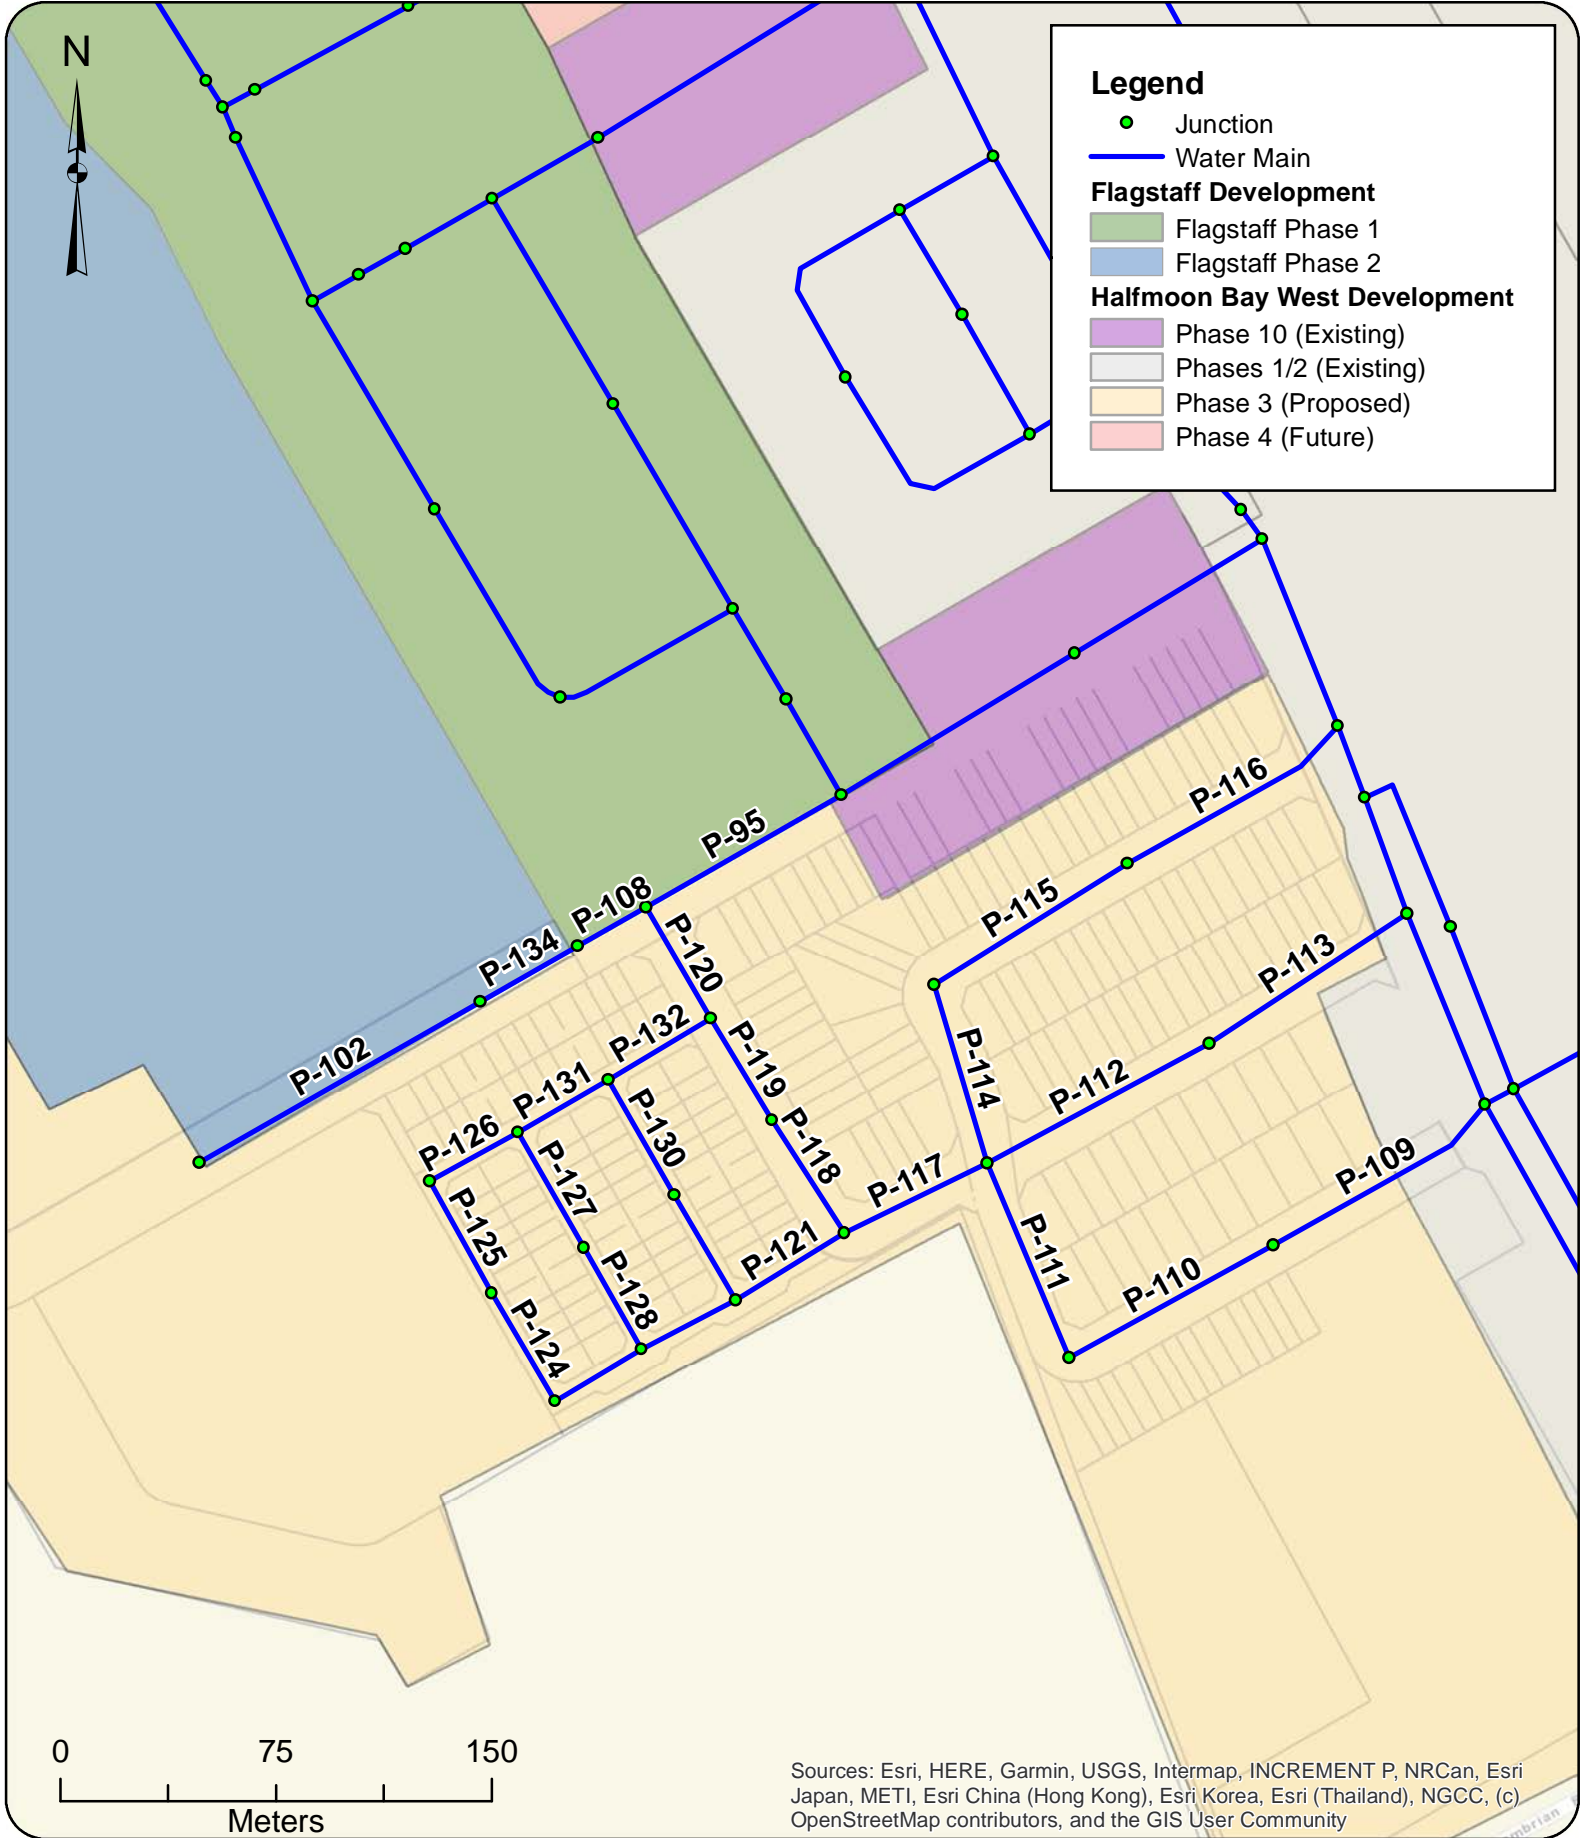 N
Legend
Junction
Water Main
Flagstaff Development
Flagstaff Phase 1
Flagstaff Phase 2
Halfmoon Bay West Development
Phase 10 (Existing)
Phases 1/2 (Existing)
Phase 3 (Proposed)
Phase 4 (Future)
P-116
P-95
P-108
P-115
P-120
P-134
P-113
P-132
P-102
P-119
P-114
P-112
P-131
P-130
P-126
P-118
P-117
P-109
P-127
P-125
P-121
P-111
P-110
P-128
P-124
0 75 150
Meters
Sources: Esri, HERE, Garmin, USGS, Intermap, INCREMENT P, NRCan, Esri
Japan, METI, Esri China (Hong Kong), Esri Korea, Esri (Thailand), NGCC, (c)
OpenStreetMap contributors, and the GIS User Community